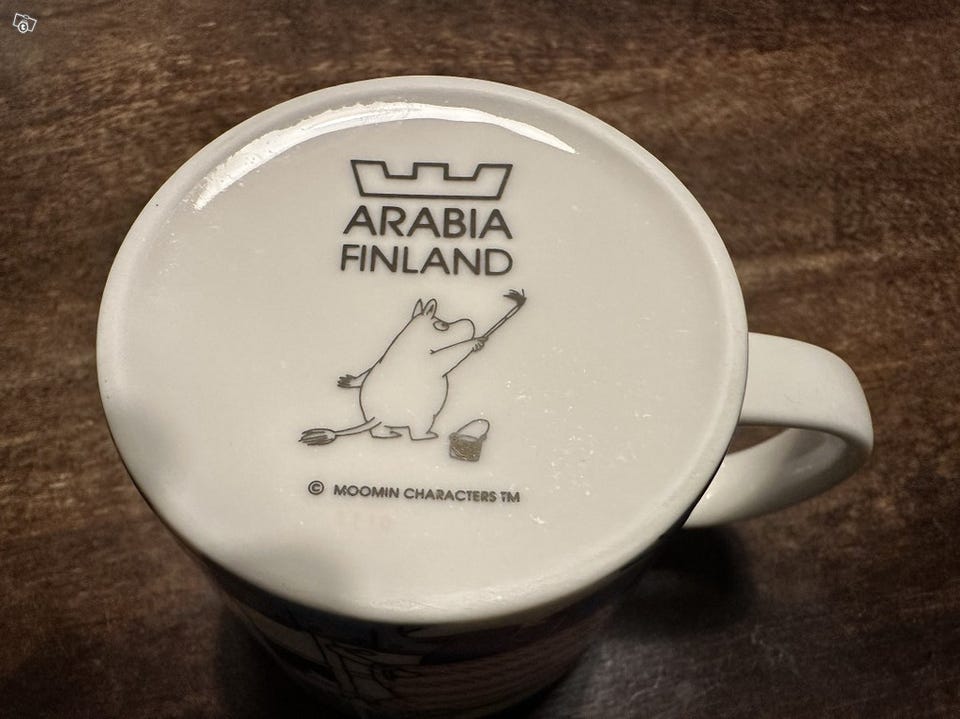 ARABIA
FINLAND
© MOOMIN CHARACTERS TM